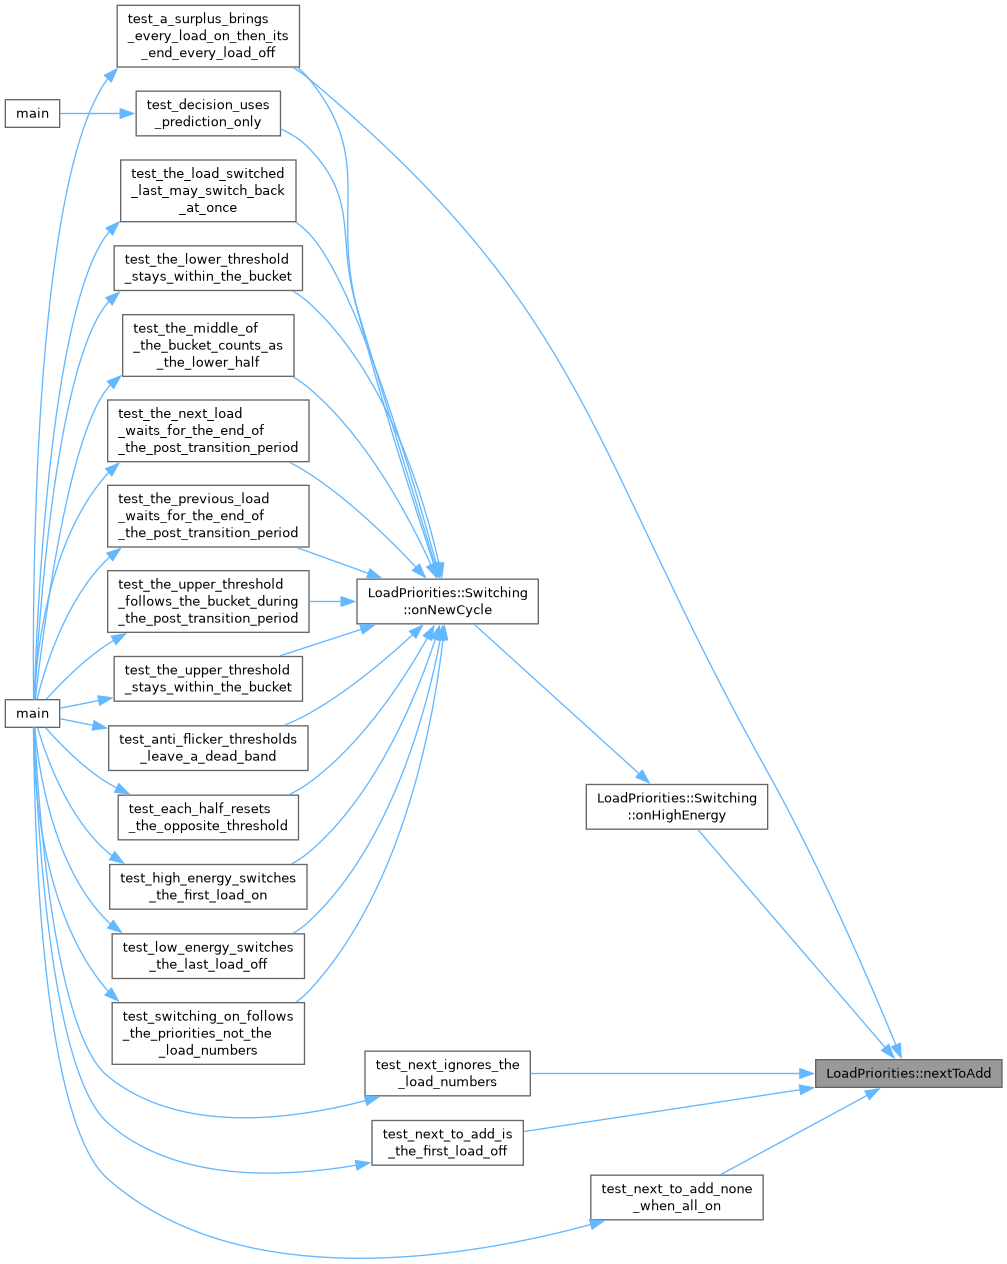 test_a_surplus_brings
_every_load_on_then_its
_end_every_load_off
main
test_decision_uses
_prediction_only
test_the_load_switched
_last_may_switch_back
_at_once
test_the_lower_threshold
_stays_within_the_bucket
test_the_middle_of
_the_bucket_counts_as
_the_lower_half
test_the_next_load
_waits_for_the_end_of
_the_post_transition_period
test_the_previous_load
_waits_for_the_end_of
_the_post_transition_period
test_the_upper_threshold
_follows_the_bucket_during
_the_post_transition_period
LoadPriorities::Switching
::onNewCycle
test_the_upper_threshold
_stays_within_the_bucket
main
test_anti_flicker_thresholds
_leave_a_dead_band
test_each_half_resets
_the_opposite_threshold
LoadPriorities::Switching
::onHighEnergy
test_high_energy_switches
_the_first_load_on
test_low_energy_switches
_the_last_load_off
test_switching_on_follows
_the_priorities_not_the
_load_numbers
test_next_ignores_the
_load_numbers
LoadPriorities::nextToAdd
test_next_to_add_is
_the_first_load_off
test_next_to_add_none
_when_all_on